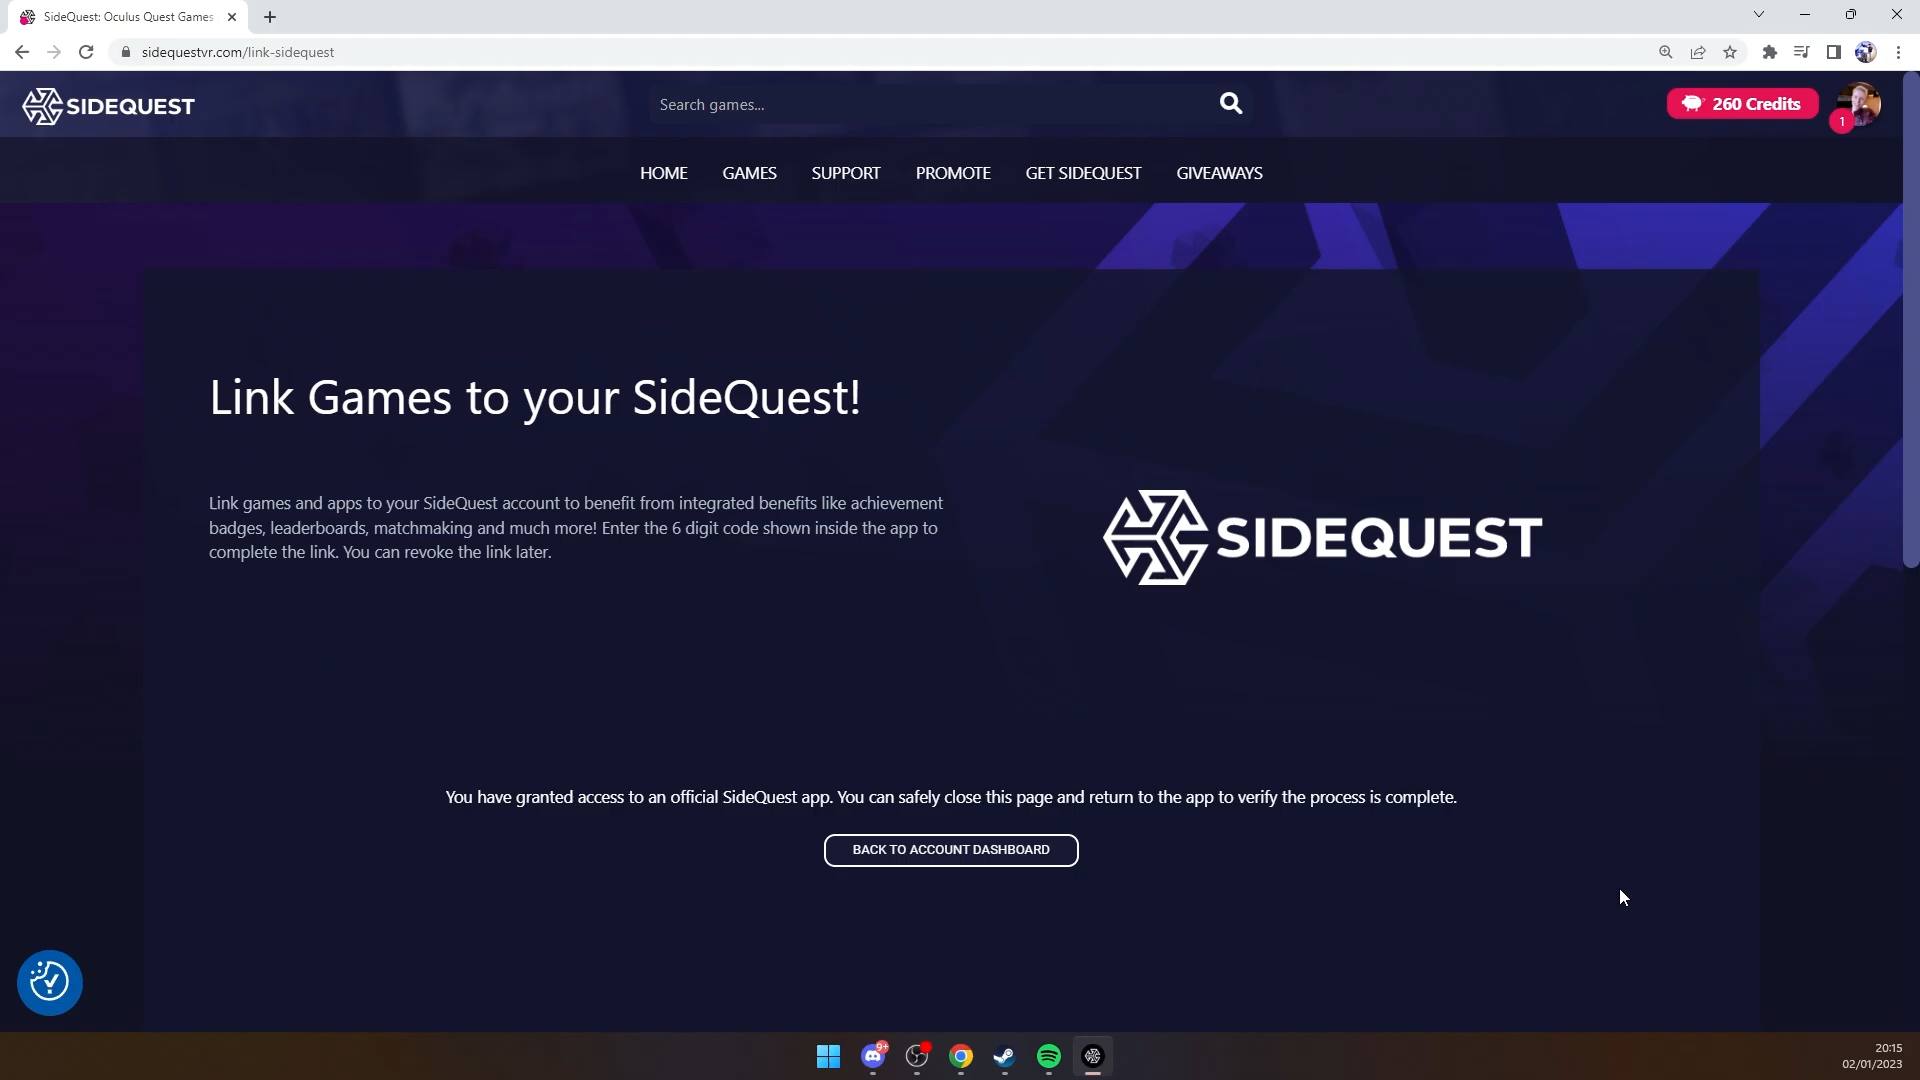 SideQuest: Oculus Quest Games
sidequestvr.com/link-sidequest
SIDEQUEST
Search games...
260 Credits
1
HOME
GAMES
SUPPORT
PROMOTE
GET SIDEQUEST
GIVEAWAYS
Link Games to your SideQuest!
Link games and apps to your SideQuest account to benefit from integrated benefits like achievement
badges, leaderboards, matchmaking and much more! Enter the 6 digit code shown inside the app to
complete the link. You can revoke the link later.
SIDEQUEST
You have granted access to an official SideQuest app. You can safely close this page and return to the app to verify the process is complete.
BACK TO ACCOUNT DASHBOARD
9+
20:15
02/01/2023